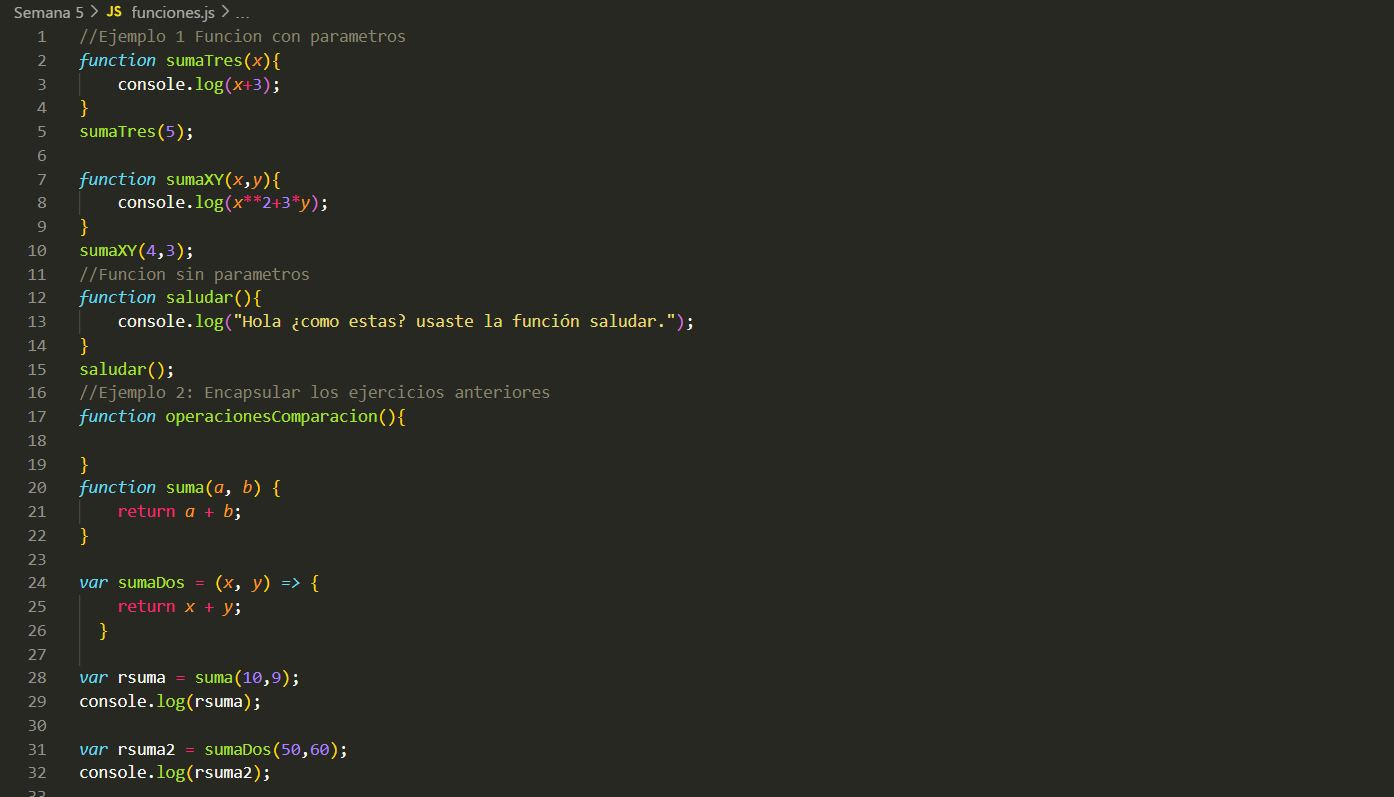 Semana 5 > JS funciones.js > ...
1 //Ejemplo 1 Funcion con parametros
2 function sumaTres(x){
3     console.log(x+3);
4 }
5 sumaTres(5);
6
7 function sumaXY(x,y){
8     console.log(x**2+3*y);
9 }
10 sumaXY(4,3);
11 //Funcion sin parametros
12 function saludar(){
13     console.log("Hola ¿como estas? usaste la función saludar.");
14 }
15 saludar();
16 //Ejemplo 2: Encapsular los ejercicios anteriores
17 function operacionesComparacion(){
18
19 }
20 function suma(a, b) {
21     return a + b;
22 }
23
24 var sumaDos = (x, y) => {
25     return x + y;
26   }
27
28 var rsuma = suma(10,9);
29 console.log(rsuma);
30
31 var rsuma2 = sumaDos(50,60);
32 console.log(rsuma2);
33